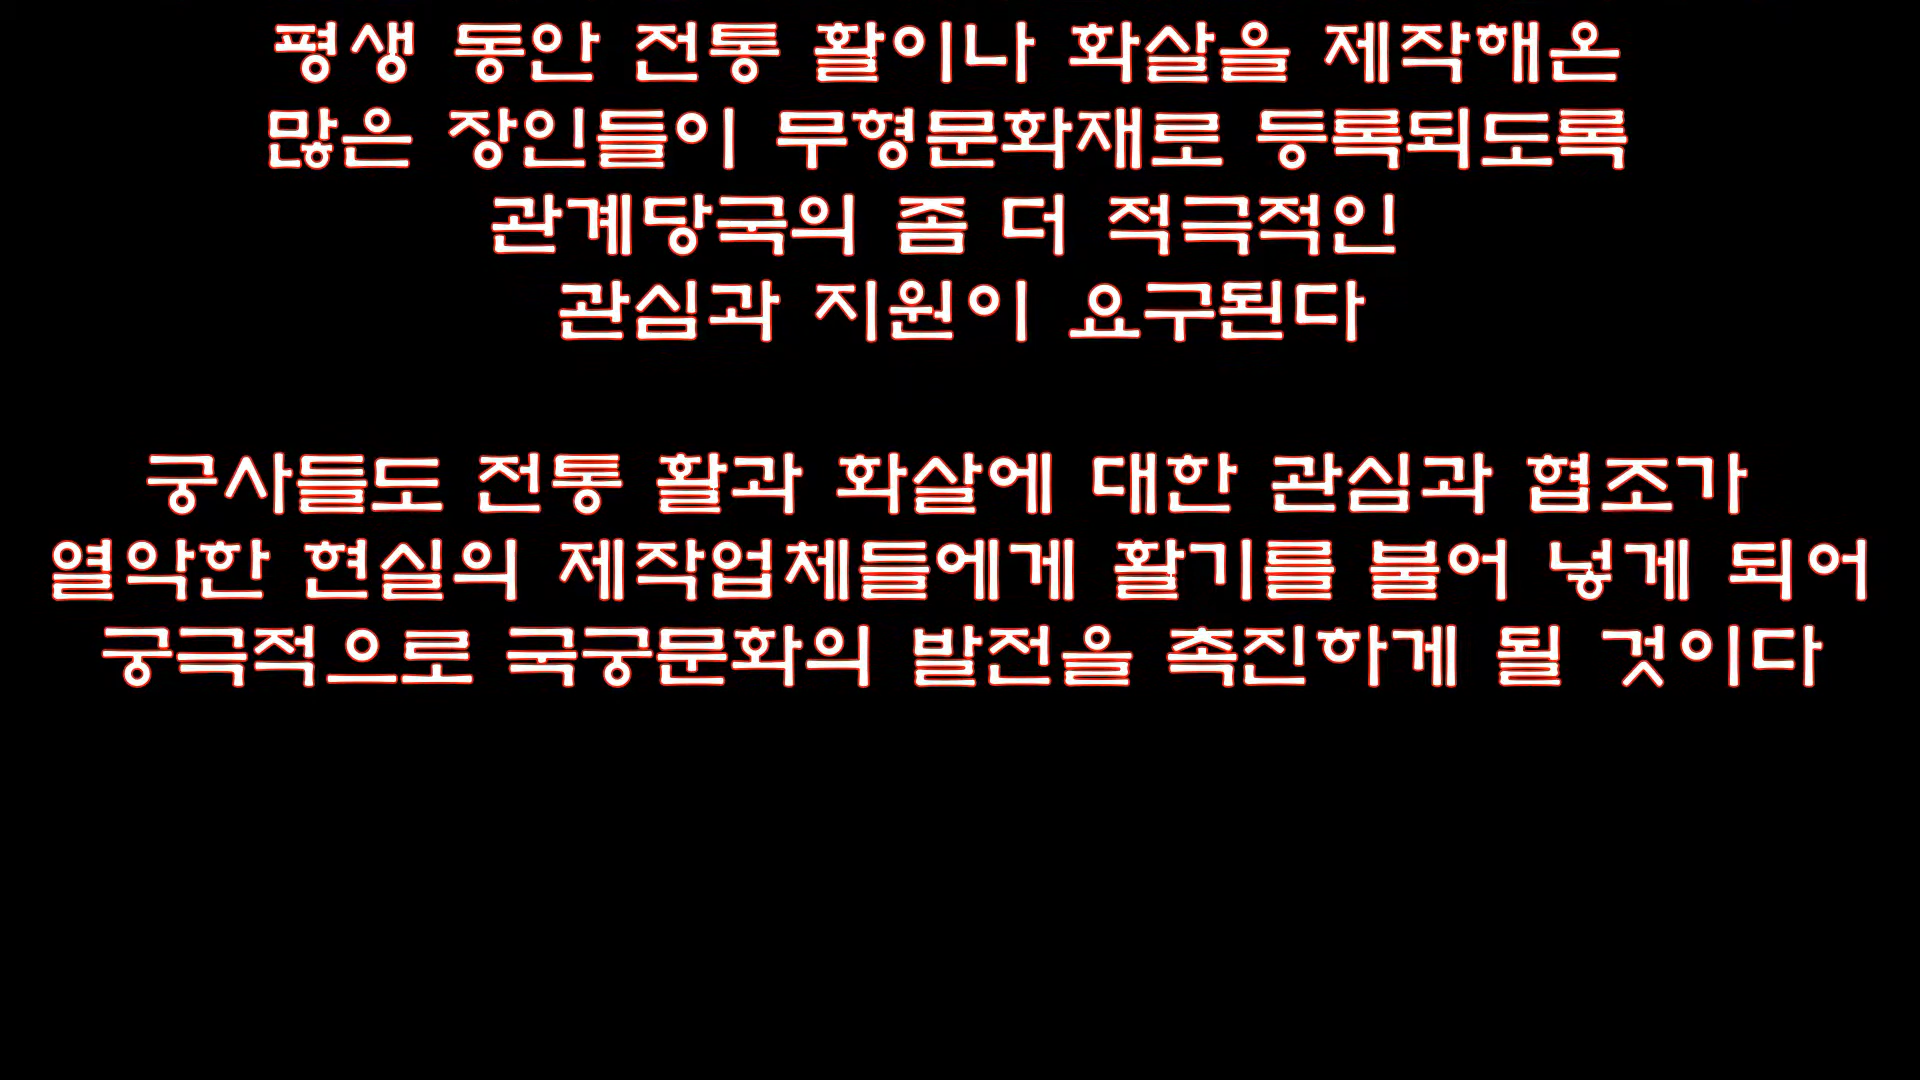 평생 동안 전통 활이나 화살을 제작해온
많은 장인들이 무형문화재로 등록되도록
관계당국의 좀 더 적극적인
관심과 지원이 요구된다
궁사들도 전통 활과 화살에 대한 관심과 협조가
열악한 현실의 제작업체들에게 활기를 불어 넣게 되어
궁극적으로 국궁문화의 발전을 촉진하게 될 것이다